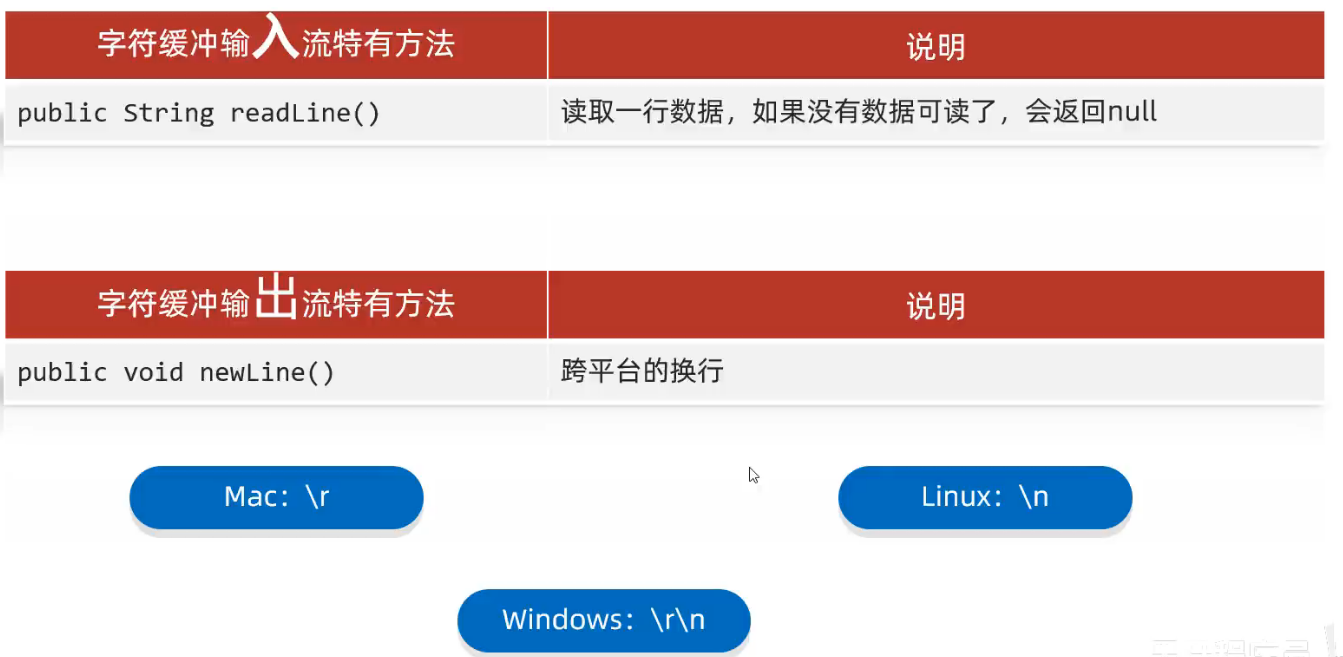 字符缓冲输入流特有方法 说明
public String readLine() 读取一行数据，如果没有数据可读了，会返回null
字符缓冲输出流特有方法 说明
public void newLine() 跨平台的换行
Mac：\r Linux：\n
Windows：\r\n